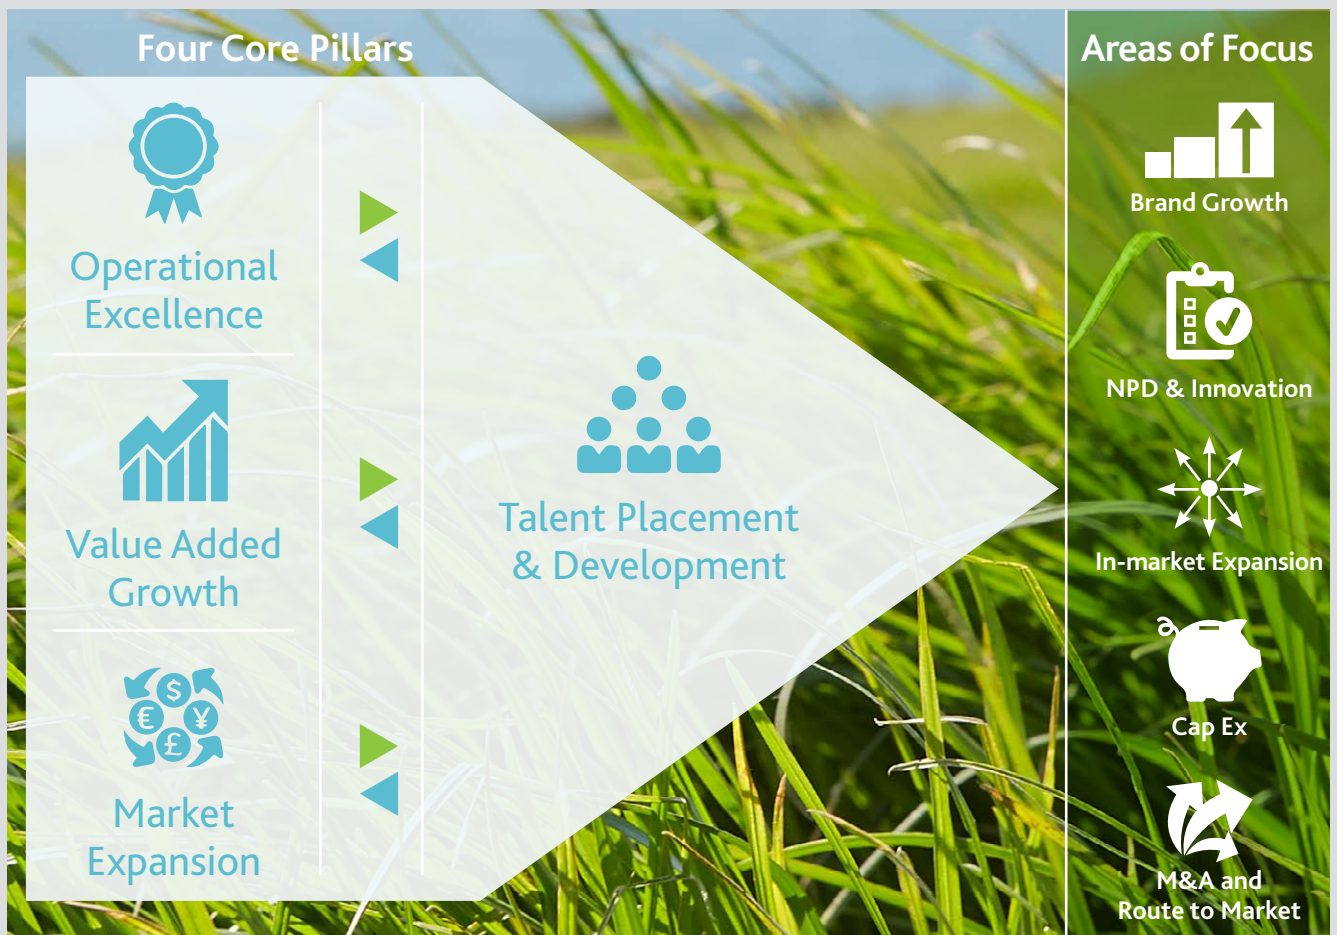 Four Core Pillars
Operational
Excellence
Value Added
Growth
$
€
¥
£
Market
Expansion
Talent Placement
& Development
Areas of Focus
Brand Growth
NPD & Innovation
In-market Expansion
Cap Ex
M&A and
Route to Market